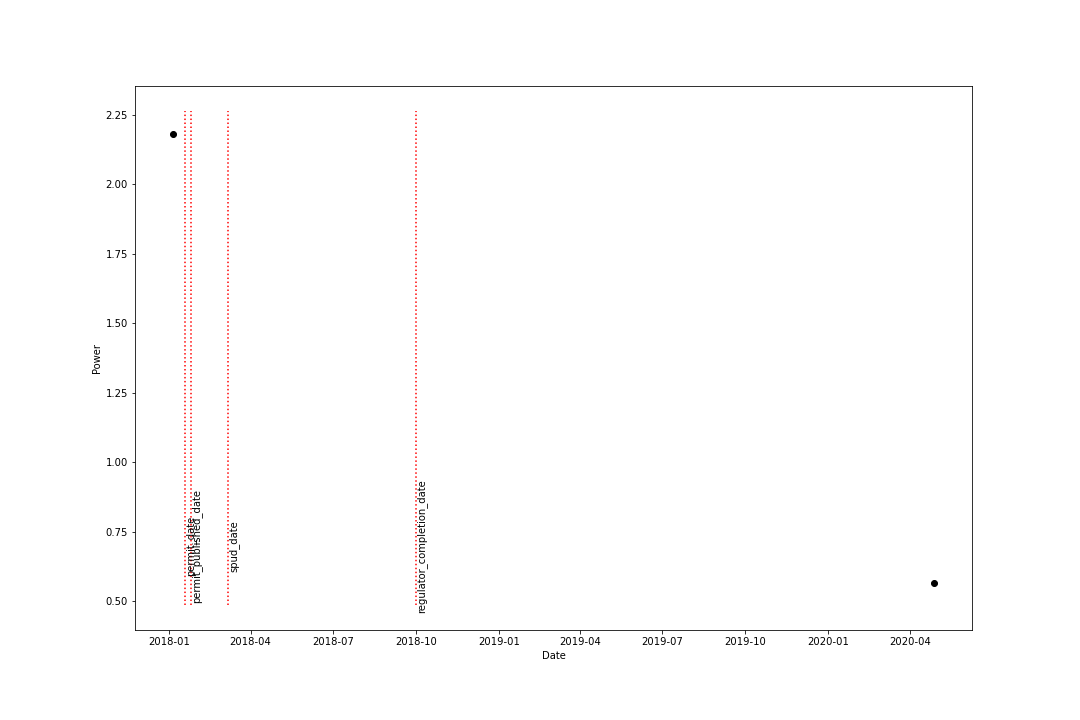 2.25
2.00
1.75
1.50
1.25
1.00
0.75
0.50
Power
permit_date
permit_published_date
spud_date
regulator_completion_date
2018-01 2018-04 2018-07 2018-10 2019-01 2019-04 2019-07 2019-10 2020-01 2020-04
Date